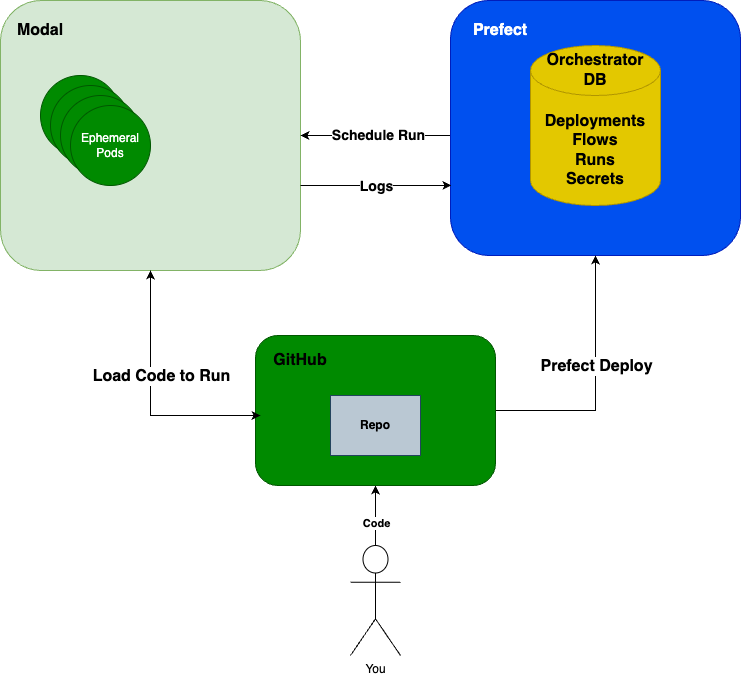 Modal
Prefect
Orchestrator
DB
Deployments
Flows
Runs
Secrets
Ephemeral
Pods
Schedule Run
Logs
Load Code to Run
GitHub
Prefect Deploy
Repo
Code
You